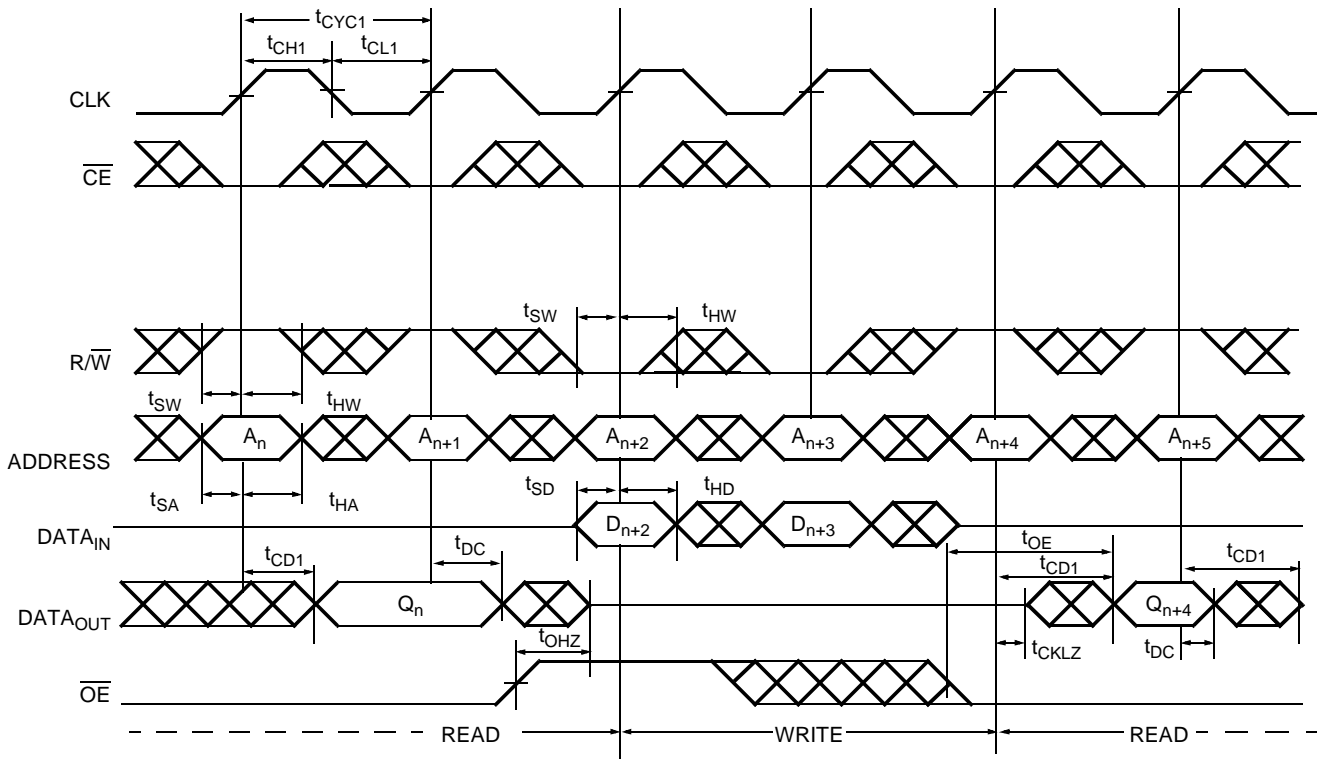 tCYC1
tCH1 tCL1
CLK
CE
tSW tHW
R/W
tSW tHW
An An+1 An+2 An+3 An+4 An+5
ADDRESS
tSA tHA tSD tHD
Dn+2 Dn+3
DATAIN
tCD1 tDC tOE tCD1
tCD1
Qn Qn+4
DATAOUT
tOHZ tCKLZ tDC
OE
READ WRITE READ